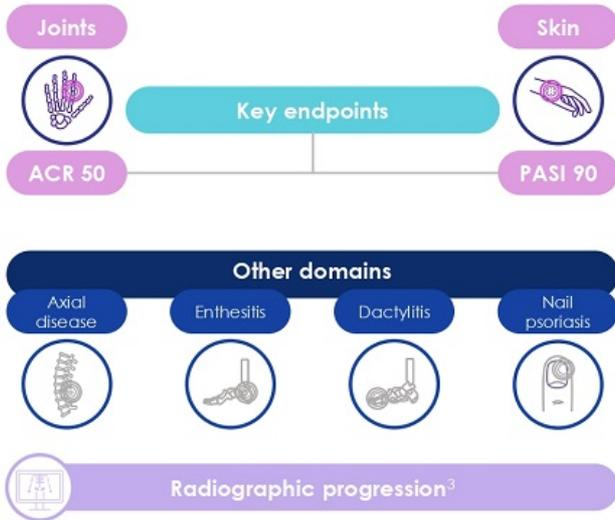 Joints
Skin
Key endpoints
ACR 50
PASI 90
Other domains
Axial
disease
Enthesitis
Dactylitis
Nail
psoriasis
Radiographic progression³